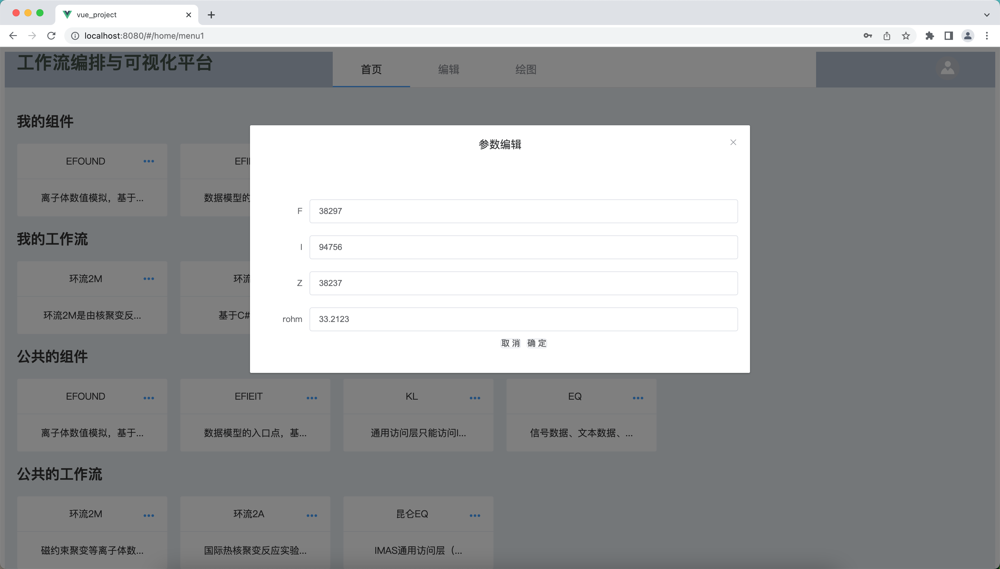 vue_project
localhost:8080/#/home/menu1
工作流编排与可视化平台
首页
编辑
绘图
我的组件
EFOUND
EFI
离子体数值模拟，基于...
数据模型的
参数编辑
F
38297
I
94756
Z
38237
rohm
33.2123
取 消
确 定
我的工作流
环流2M
环流
环流2M是由核聚变反...
基于C#
公共的组件
EFOUND
EFIEIT
KL
EQ
离子体数值模拟，基于...
数据模型的入口点，基...
通用访问层只能访问I...
信号数据、文本数据、...
公共的工作流
环流2M
环流2A
昆仑EQ
磁约束聚变等离子体数...
国际热核聚变反应实验...
IMAS通用访问层（...